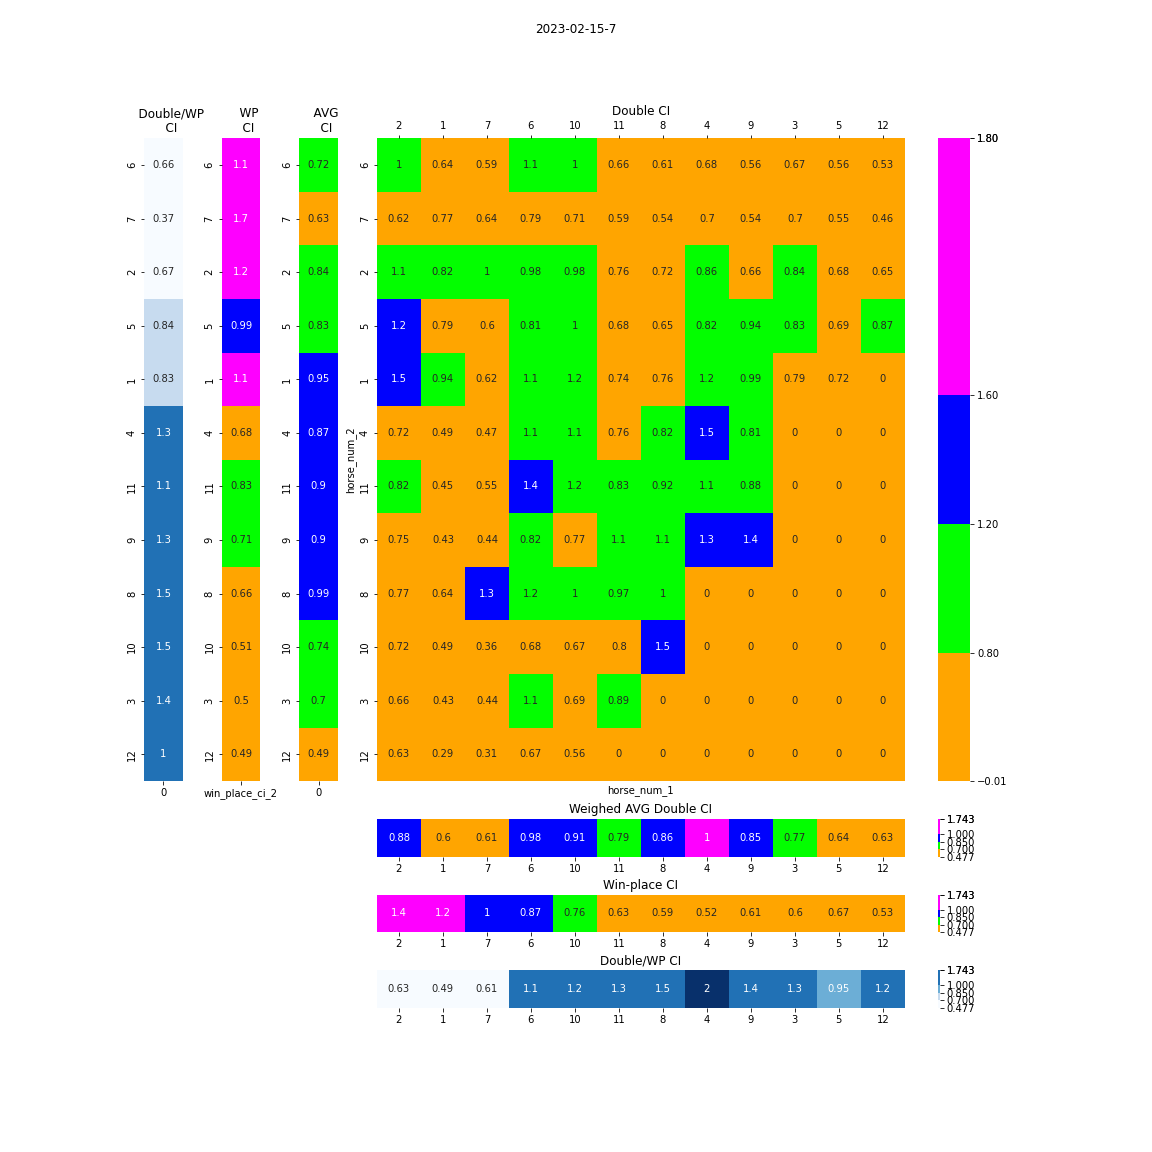 2023-02-15-7
Double/WP CI
WP CI
AVG CI
Double CI
2 1 7 6 10 11 8 4 9 3 5 12
6 0.66 6 1.1 6 0.72 6 1 0.64 0.59 1.1 1 0.66 0.61 0.68 0.56 0.67 0.56 0.53
7 0.37 7 1.7 7 0.63 7 0.62 0.77 0.64 0.79 0.71 0.59 0.54 0.7 0.54 0.7 0.55 0.46
2 0.67 2 1.2 2 0.84 2 1.1 0.82 1 0.98 0.98 0.76 0.72 0.86 0.66 0.84 0.68 0.65
5 0.84 5 0.99 5 0.83 5 1.2 0.79 0.6 0.81 1 0.68 0.65 0.82 0.94 0.83 0.69 0.87
1 0.83 1 1.1 1 0.95 1 1.5 0.94 0.62 1.1 1.2 0.74 0.76 1.2 0.99 0.79 0.72 0
4 1.3 4 0.68 4 0.87 4 0.72 0.49 0.47 1.1 1.1 0.76 0.82 1.5 0.81 0 0 0
11 1.1 11 0.83 11 0.9 11 0.82 0.45 0.55 1.4 1.2 0.83 0.92 1.1 0.88 0 0 0
9 1.3 9 0.71 9 0.9 9 0.75 0.43 0.44 0.82 0.77 1.1 1.1 1.3 1.4 0 0 0
8 1.5 8 0.66 8 0.99 8 0.77 0.64 1.3 1.2 1 0.97 1 0 0 0 0 0
10 1.5 10 0.51 10 0.74 10 0.72 0.49 0.36 0.68 0.67 0.8 1.5 0 0 0 0 0
3 1.4 3 0.5 3 0.7 3 0.66 0.43 0.44 1.1 0.69 0.89 0 0 0 0 0 0
12 1 12 0.49 12 0.49 12 0.63 0.29 0.31 0.67 0.56 0 0 0 0 0 0 0
horse_num_2
0 win_place_ci_2 0 horse_num_1
1.80
1.60
1.20
0.80
−0.01
Weighed AVG Double CI
0.88 0.6 0.61 0.98 0.91 0.79 0.86 1 0.85 0.77 0.64 0.63
2 1 7 6 10 11 8 4 9 3 5 12
1.743
1.000
0.850
0.700
0.477
Win-place CI
1.4 1.2 1 0.87 0.76 0.63 0.59 0.52 0.61 0.6 0.67 0.53
2 1 7 6 10 11 8 4 9 3 5 12
1.743
1.000
0.850
0.700
0.477
Double/WP CI
0.63 0.49 0.61 1.1 1.2 1.3 1.5 2 1.4 1.3 0.95 1.2
2 1 7 6 10 11 8 4 9 3 5 12
1.743
1.000
0.850
0.700
0.477